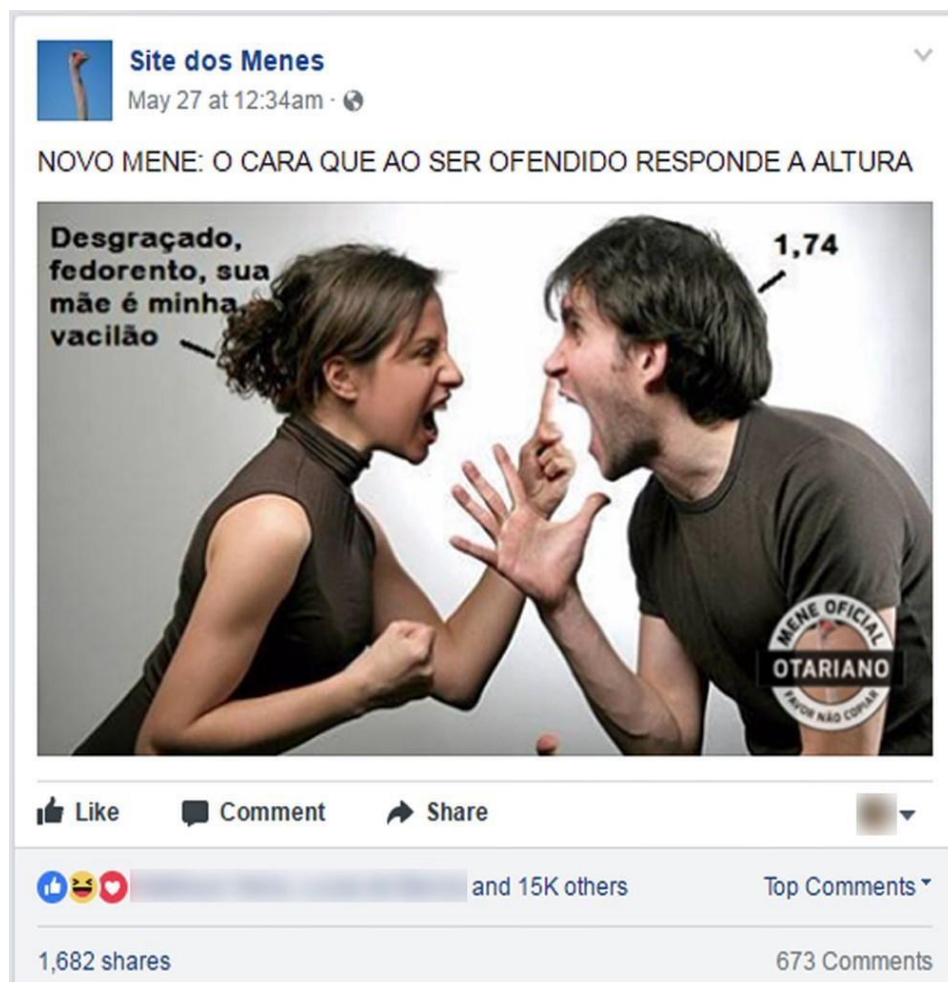 Site dos Menes
May 27 at 12:34am ·
NOVO MENE: O CARA QUE AO SER OFENDIDO RESPONDE A ALTURA
Desgraçado,
fedorento, sua
mãe é minha,
vacilão
1,74
MENE OFICIAL
OTARIANO
FAVOR NÃO COPIAR
Like Comment Share
and 15K others Top Comments
1,682 shares 673 Comments